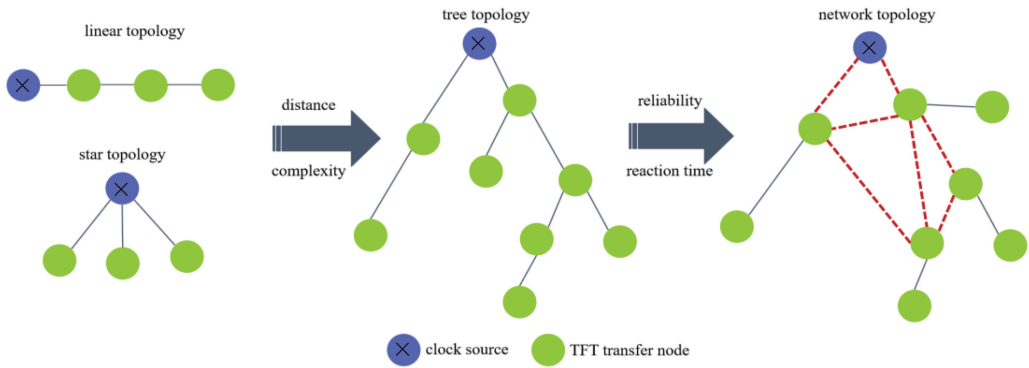 linear topology
star topology
distance
complexity
tree topology
reliability
reaction time
network topology
clock source
TFT transfer node